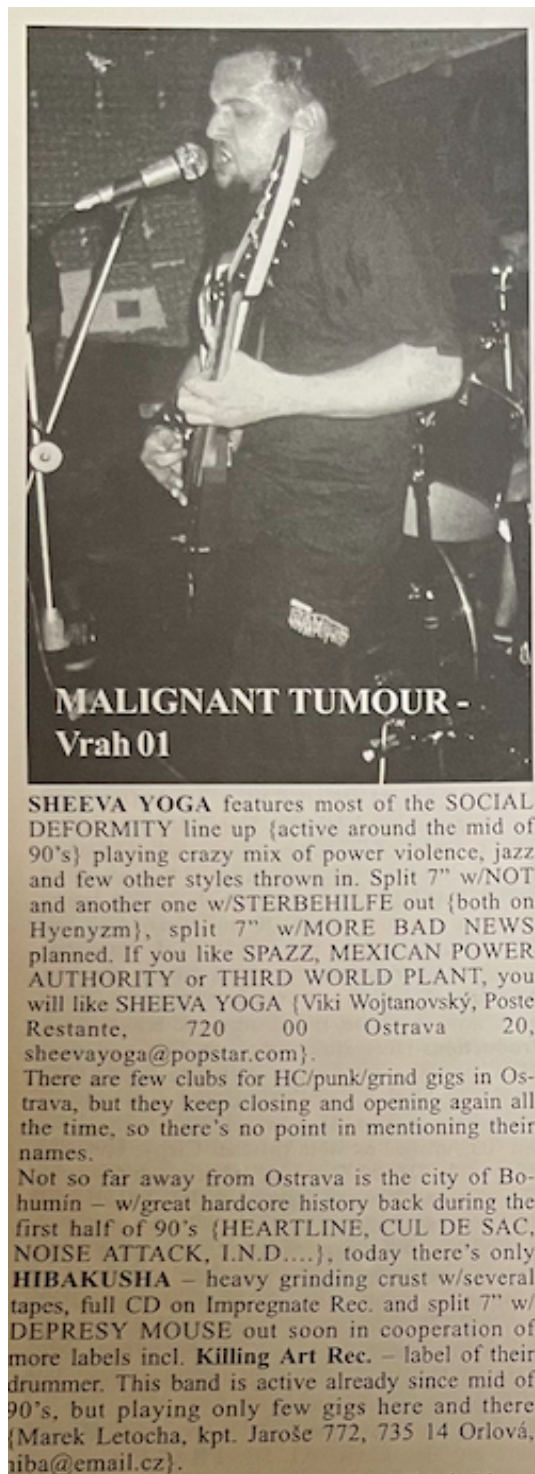 MALIGNANT TUMOUR -
Vrah 01
SHEEVA YOGA features most of the SOCIAL
DEFORMITY line up {active around the mid of
90's} playing crazy mix of power violence, jazz
and few other styles thrown in. Split 7" w/NOT
and another one w/STERBEHILFE out {both on
Hyenyzm}, split 7" w/MORE BAD NEWS
planned. If you like SPAZZ, MEXICAN POWER
AUTHORITY or THIRD WORLD PLANT, you
will like SHEEVA YOGA {Viki Wojtanovský, Poste
Restante, 720 00 Ostrava 20,
sheevayoga@popstar.com}.
There are few clubs for HC/punk/grind gigs in Os-
trava, but they keep closing and opening again all
the time, so there's no point in mentioning their
names.
Not so far away from Ostrava is the city of Bo-
humín – w/great hardcore history back during the
first half of 90's {HEARTLINE, CUL DE SAC,
NOISE ATTACK, I.N.D....}, today there's only
HIBAKUSHA – heavy grinding crust w/several
tapes, full CD on Impregnate Rec. and split 7" w/
DEPRESY MOUSE out soon in cooperation of
more labels incl. Killing Art Rec. – label of their
drummer. This band is active already since mid of
90's, but playing only few gigs here and there
{Marek Letocha, kpt. Jaroše 772, 735 14 Orlová,
hiba@email.cz}.